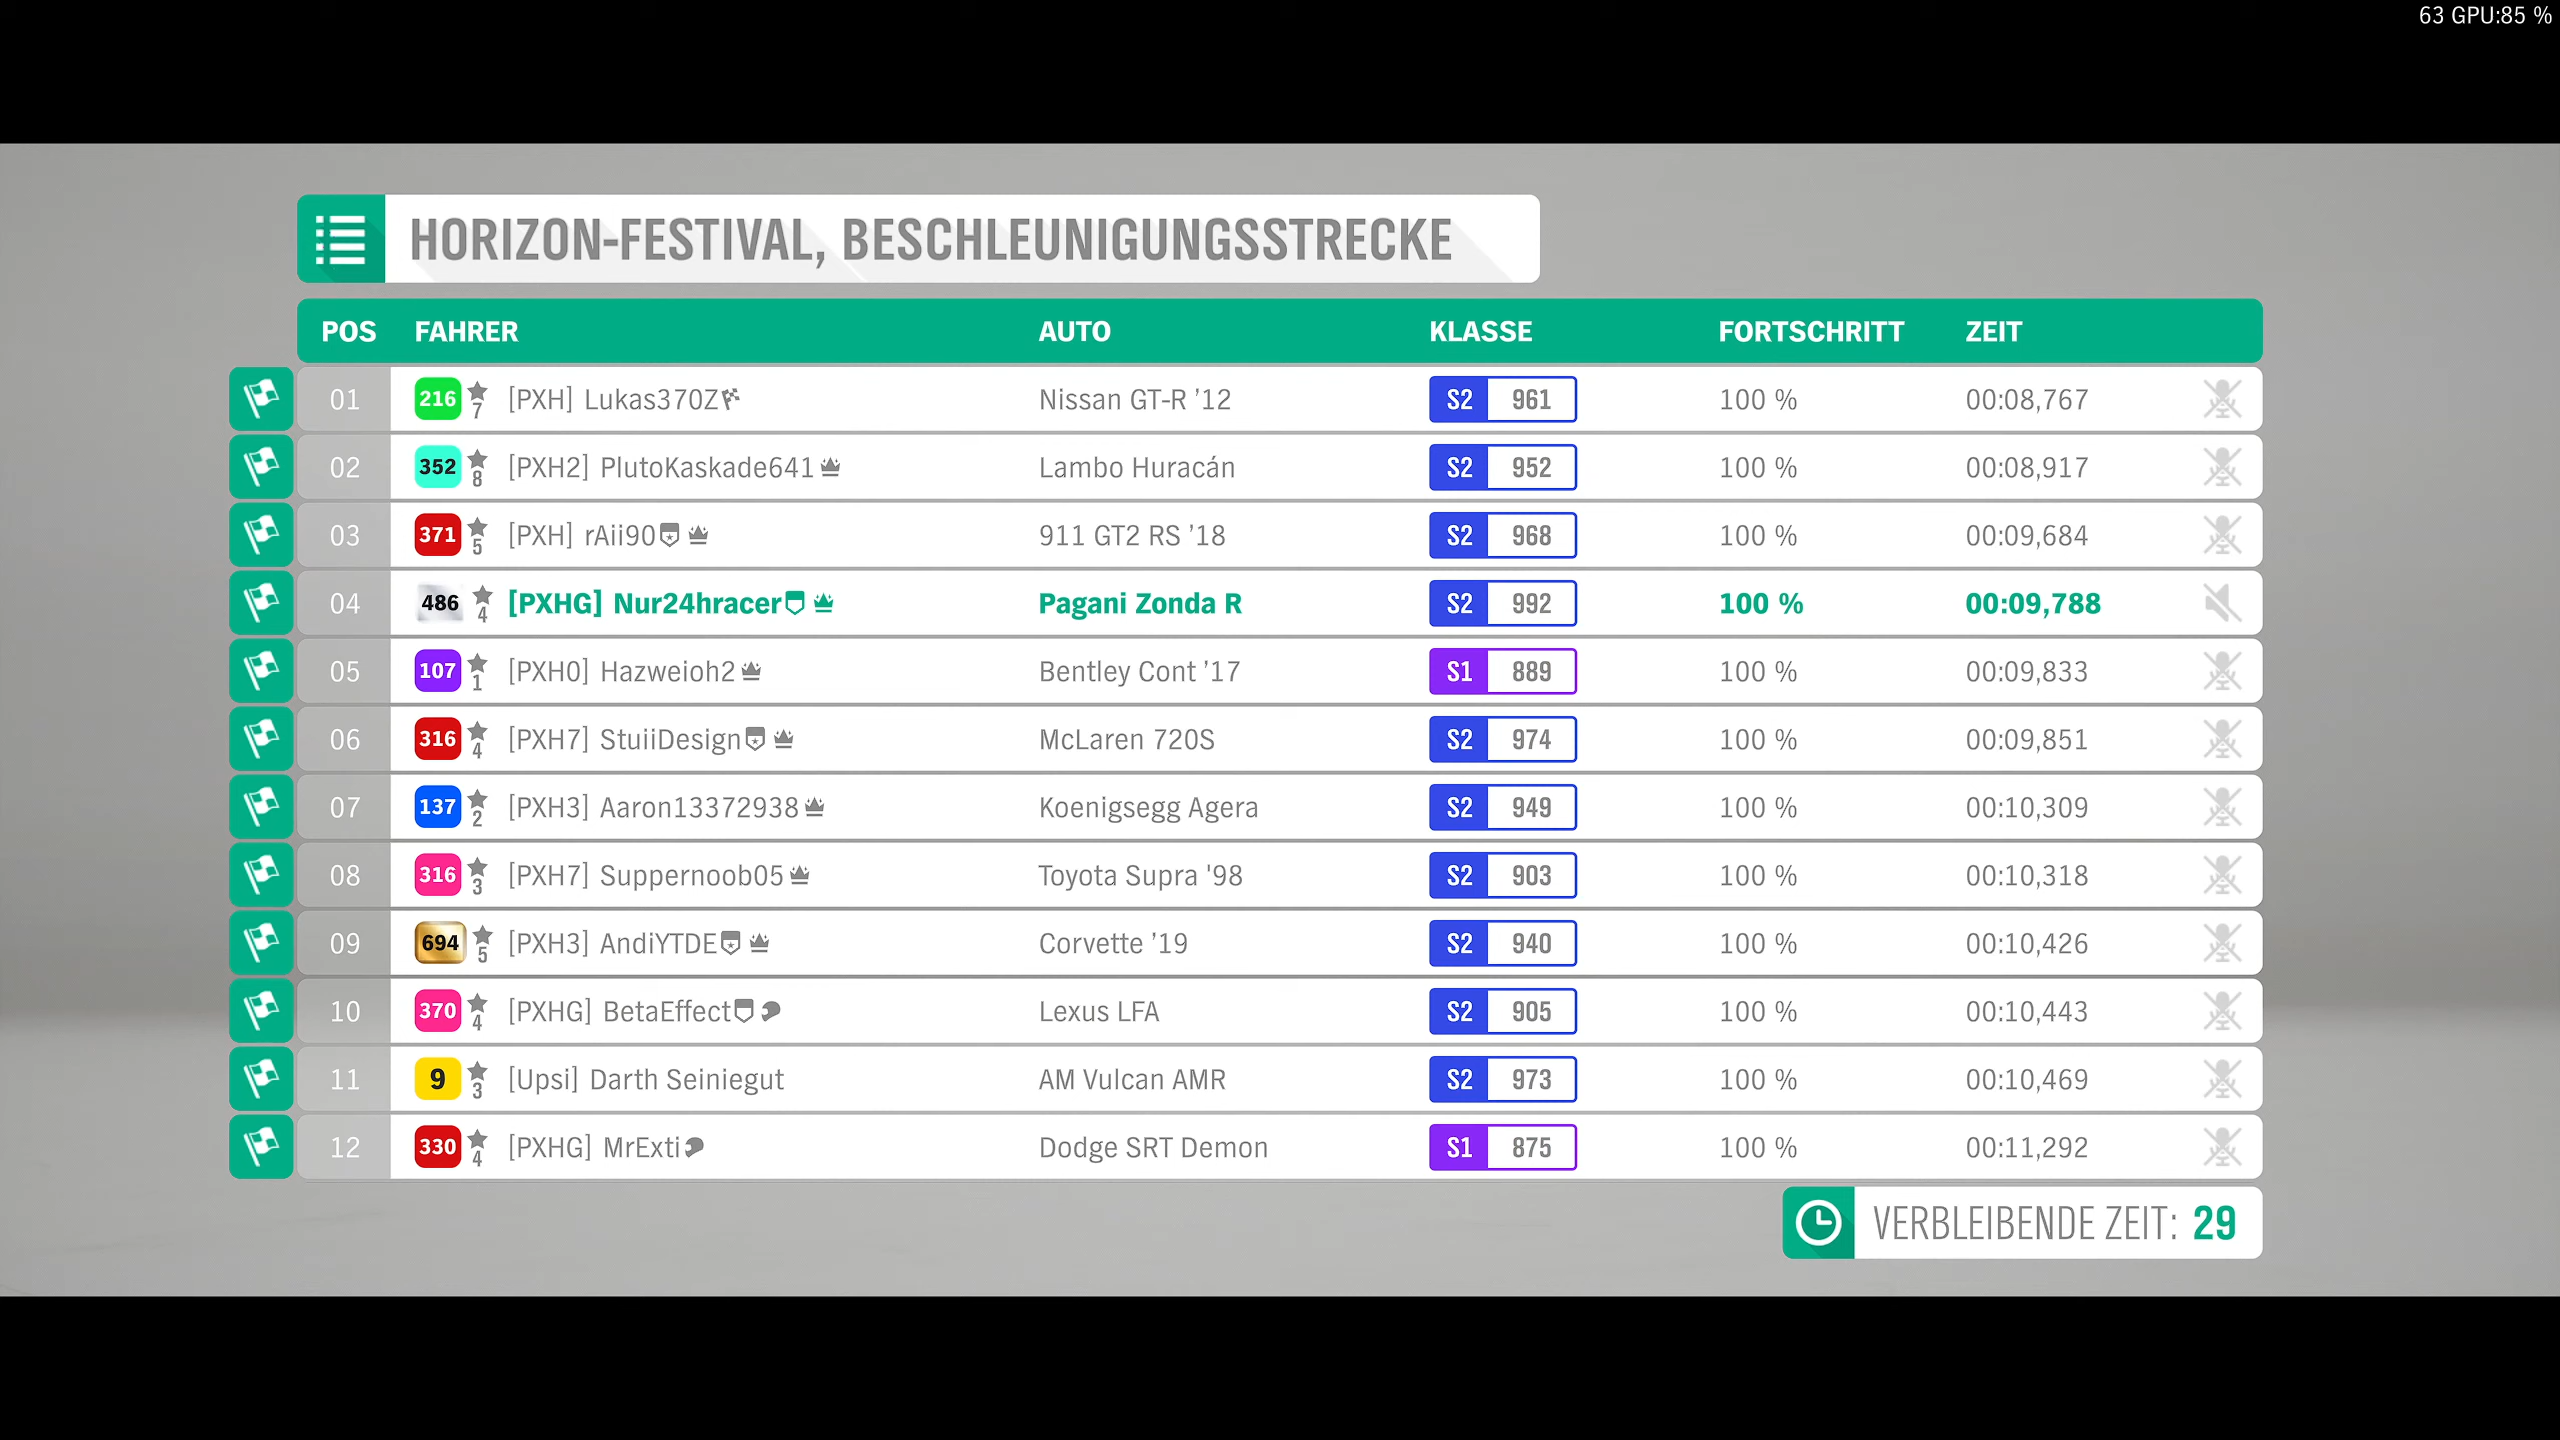 63 GPU:85 %
HORIZON-FESTIVAL, BESCHLEUNIGUNGSSTRECKE
POS FAHRER AUTO KLASSE FORTSCHRITT ZEIT
01 216 7 [PXH] Lukas370Z Nissan GT-R ’12 S2 961 100 % 00:08,767
02 352 8 [PXH2] PlutoKaskade641 Lambo Huracán S2 952 100 % 00:08,917
03 371 5 [PXH] rAii90 911 GT2 RS ’18 S2 968 100 % 00:09,684
04 486 4 [PXHG] Nur24hracer Pagani Zonda R S2 992 100 % 00:09,788
05 107 1 [PXH0] Hazweioh2 Bentley Cont ’17 S1 889 100 % 00:09,833
06 316 4 [PXH7] StuiiDesign McLaren 720S S2 974 100 % 00:09,851
07 137 2 [PXH3] Aaron13372938 Koenigsegg Agera S2 949 100 % 00:10,309
08 316 3 [PXH7] Suppernoob05 Toyota Supra '98 S2 903 100 % 00:10,318
09 694 5 [PXH3] AndiYTDE Corvette ’19 S2 940 100 % 00:10,426
10 370 4 [PXHG] BetaEffect Lexus LFA S2 905 100 % 00:10,443
11 9 3 [Upsi] Darth Seiniegut AM Vulcan AMR S2 973 100 % 00:10,469
12 330 4 [PXHG] MrExti Dodge SRT Demon S1 875 100 % 00:11,292
VERBLEIBENDE ZEIT: 29